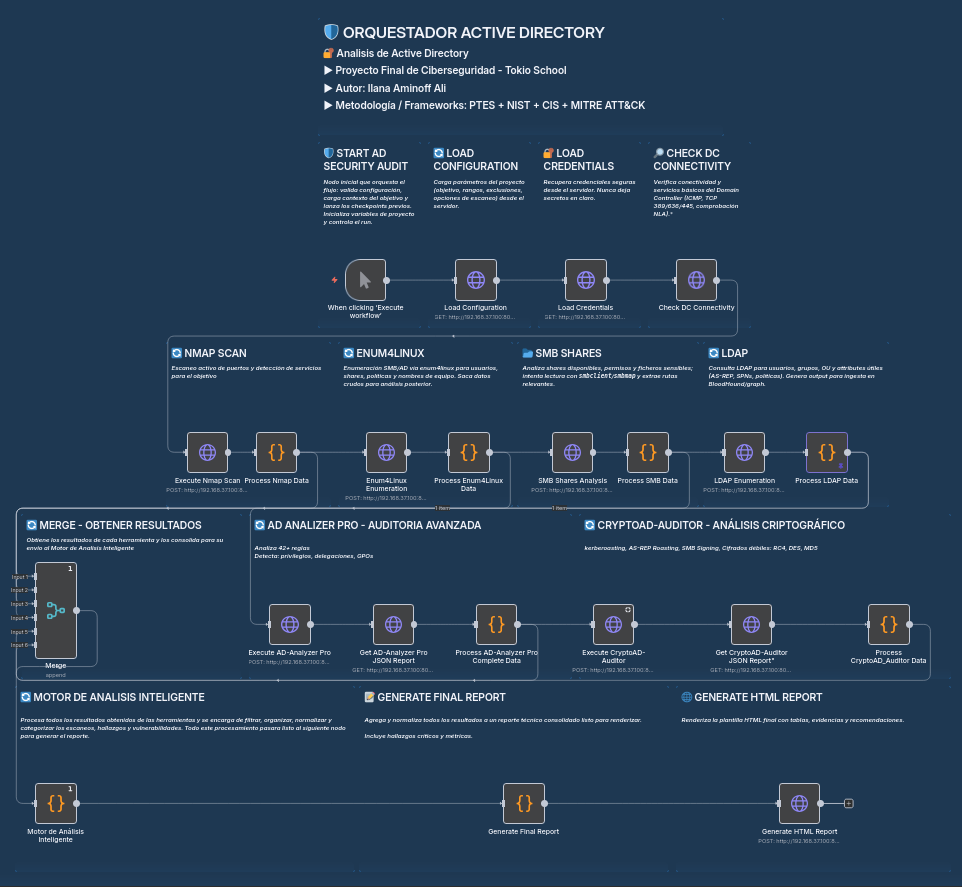 ORQUESTADOR ACTIVE DIRECTORY
Analisis de Active Directory
▶ Proyecto Final de Ciberseguridad - Tokio School
▶ Autor: Ilana Aminoff Ali
▶ Metodología / Frameworks: PTES + NIST + CIS + MITRE ATT&CK
START AD
SECURITY AUDIT
Nodo inicial que orquesta el
flujo: valida configuración,
carga contexto del objetivo y
lanza los checkpoints previos.
Inicializa variables de proyecto
y controla el run.
LOAD
CONFIGURATION
Carga parámetros del proyecto
(objetivo, rangos, exclusiones,
opciones de escaneo) desde el
servidor.
LOAD
CREDENTIALS
Recupera credenciales seguras
desde el servidor. Nunca deja
secretos en claro.
CHECK DC
CONNECTIVITY
Verifica conectividad y
servicios básicos del Domain
Controller (ICMP, TCP
389/636/445, comprobación
NLA)."
When clicking 'Execute
workflow'
Load Configuration
GET: http://192.168.37.100:80...
Load Credentials
GET: http://192.168.37.100:80...
Check DC Connectivity
NMAP SCAN
Escaneo activo de puertos y detección de servicios
para el objetivo
ENUM4LINUX
Enumeración SMB/AD via enum4linux para usuarios,
shares, políticas y nombres de equipo. Saca datos
crudos para análisis posterior.
SMB SHARES
Analiza shares disponibles, permisos y ficheros sensibles;
intenta lectura con smbclient/smbmap y extrae rutas
relevantes.
LDAP
Consulta LDAP para usuarios, grupos, OU y attributes útiles
(AS-REP, SPNs, políticas). Genera output para ingesta en
BloodHound/graph.
Execute Nmap Scan
POST: http://192.168.37.100:8...
Process Nmap Data
Enum4Linux
Enumeration
POST: http://192.168.37.100:8...
Process Enum4Linux
Data
SMB Shares Analysis
POST: http://192.168.37.100:8...
Process SMB Data
LDAP Enumeration
POST: http://192.168.37.100:8...
Process LDAP Data
1 item
1 item
MERGE - OBTENER RESULTADOS
Obtiene los resultados de cada herramienta y los consolida para su
envío al Motor de Análisis Inteligente
AD ANALIZER PRO - AUDITORIA AVANZADA
Analiza 42+ reglas
Detecta: privilegios, delegaciones, GPOs
CRYPTOAD-AUDITOR - ANÁLISIS CRIPTOGRÁFICO
kerberoasting, AS-REP Roasting, SMB Signing, Cifrados débiles: RC4, DES, MD5
1
Input 1
Input 2
Input 3
Input 4
Input 5
Input 6
Merge
append
Execute AD-Analyzer Pro
POST: http://192.168.37.100:8...
Get AD-Analyzer Pro
JSON Report
GET: http://192.168.37.100:80...
Process AD-Analyzer Pro
Complete Data
Execute CryptoAD-
Auditor
POST: http://192.168.37.100:8...
Get CryptoAD-Auditor
JSON Report"
GET: http://192.168.37.100:80...
Process
CryptoAD_Auditor Data
MOTOR DE ANALISIS INTELIGENTE
Procesa todos los resultados obtenidos de las herramientas y se encarga de filtrar, organizar, normalizar y
categorizar los escaneos, hallazgos y vulnerabilidades. Todo este procesamiento pasara listo al siguiente nodo
para generar el reporte.
GENERATE FINAL REPORT
Agrega y normaliza todos los resultados a un reporte técnico consolidado listo para renderizar.
Incluye hallazgos críticos y métricas.
GENERATE HTML REPORT
Renderiza la plantilla HTML final con tablas, evidencias y recomendaciones.
1
Motor de Análisis
Inteligente
Generate Final Report
Generate HTML Report
POST: http://192.168.37.100:8...